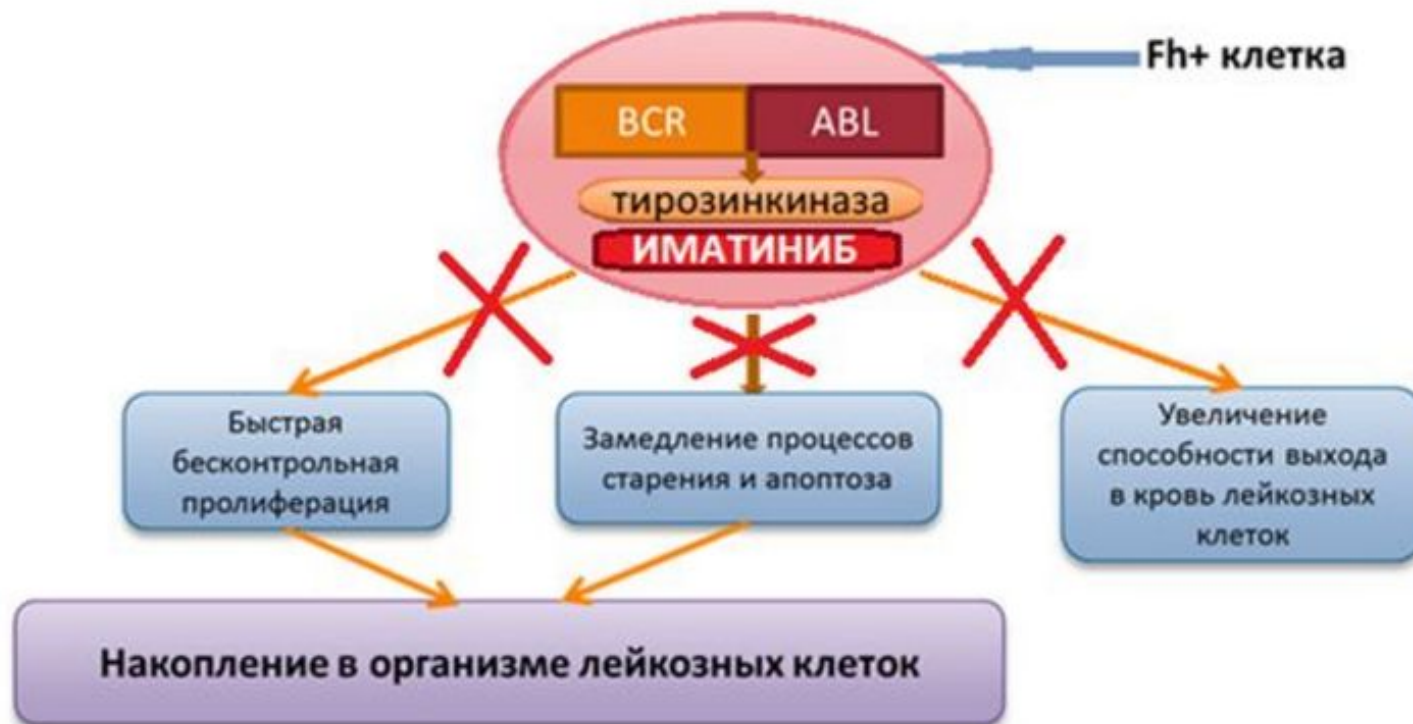 Fh+ клетка
BCR
ABL
тирозинкиназа
ИМАТИНИБ
Быстрая
бесконтрольная
пролиферация
Замедление процессов
старения и апоптоза
Увеличение
способности выхода
в кровь лейкозных
клеток
Накопление в организме лейкозных клеток